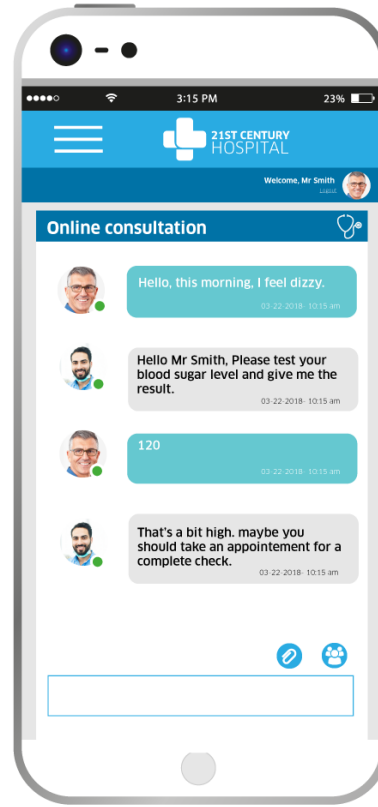 3:15 PM
23%
21ST CENTURY
HOSPITAL
Welcome, Mr Smith
Logout
Online consultation
Hello, this morning, I feel dizzy.
03-22-2018- 10:15 am
Hello Mr Smith, Please test your
blood sugar level and give me the
result.
03-22-2018- 10:15 am
120
03-22-2018- 10:15 am
That's a bit high. maybe you
should take an appointement for a
complete check.
03-22-2018- 10:15 am